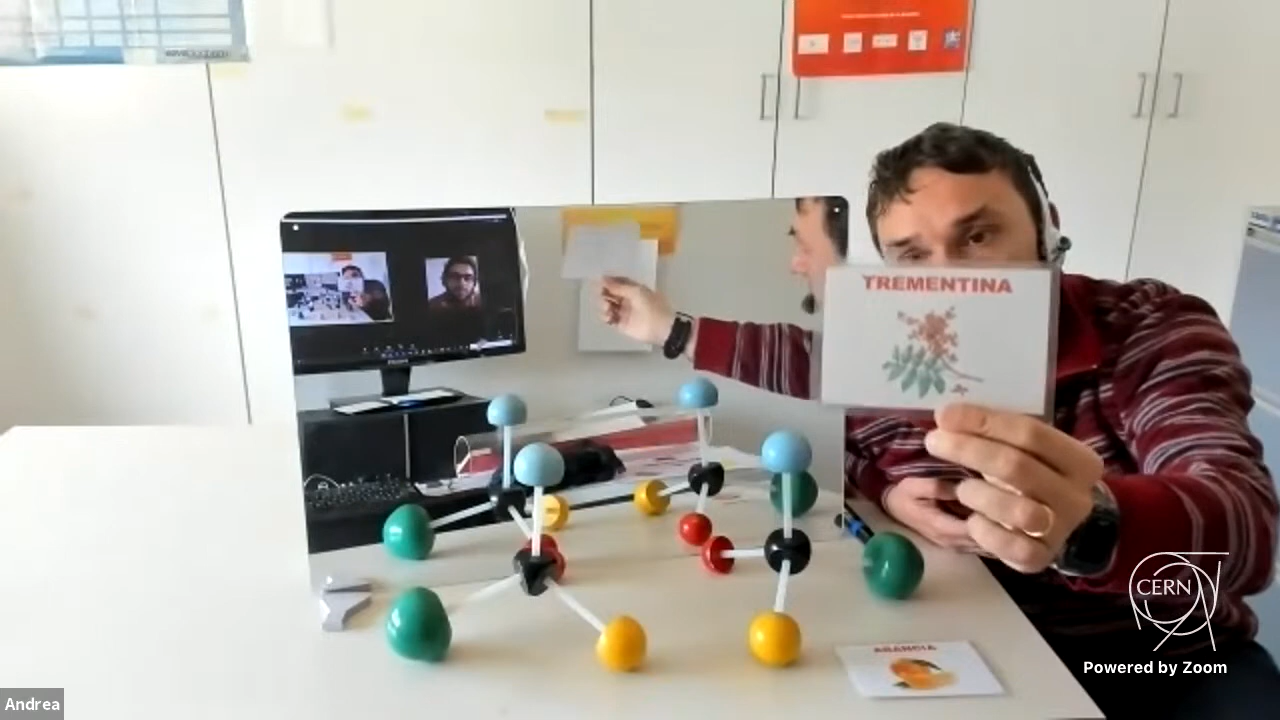 TREMENTINA
ARANCIA
CERN
Powered by Zoom
Andrea